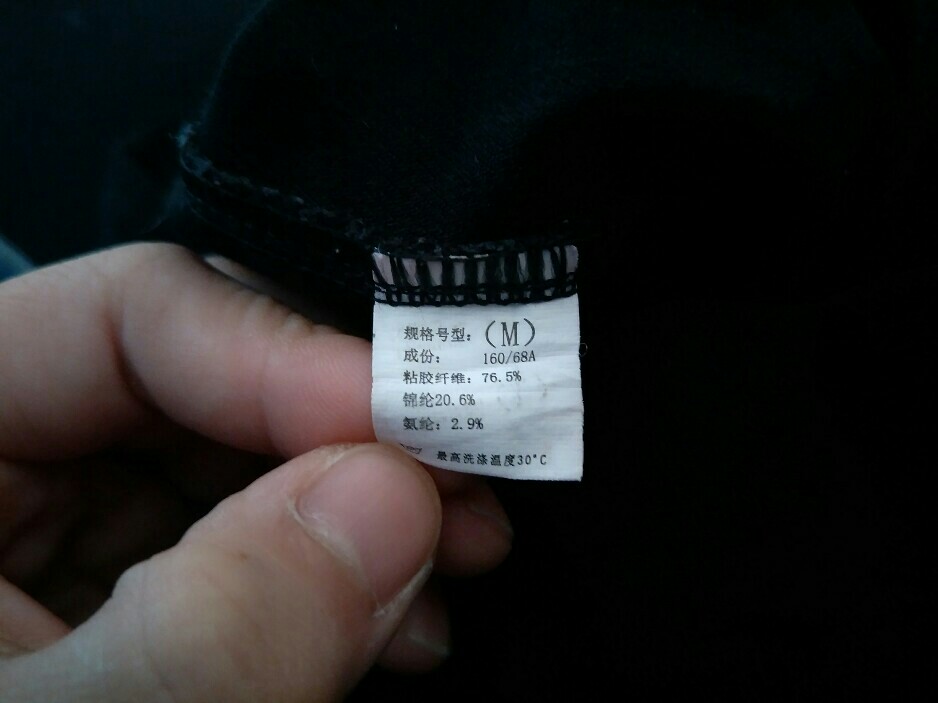 规格号型：（M）
成份： 160/68A
粘胶纤维：76.5%
锦纶20.6%
氨纶：2.9%
最高洗涤温度30°C